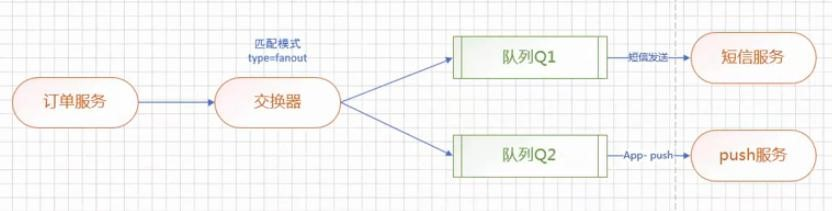 匹配模式
type=fanout
订单服务
交换器
队列Q1
短信发送
短信服务
队列Q2
App- push
push服务